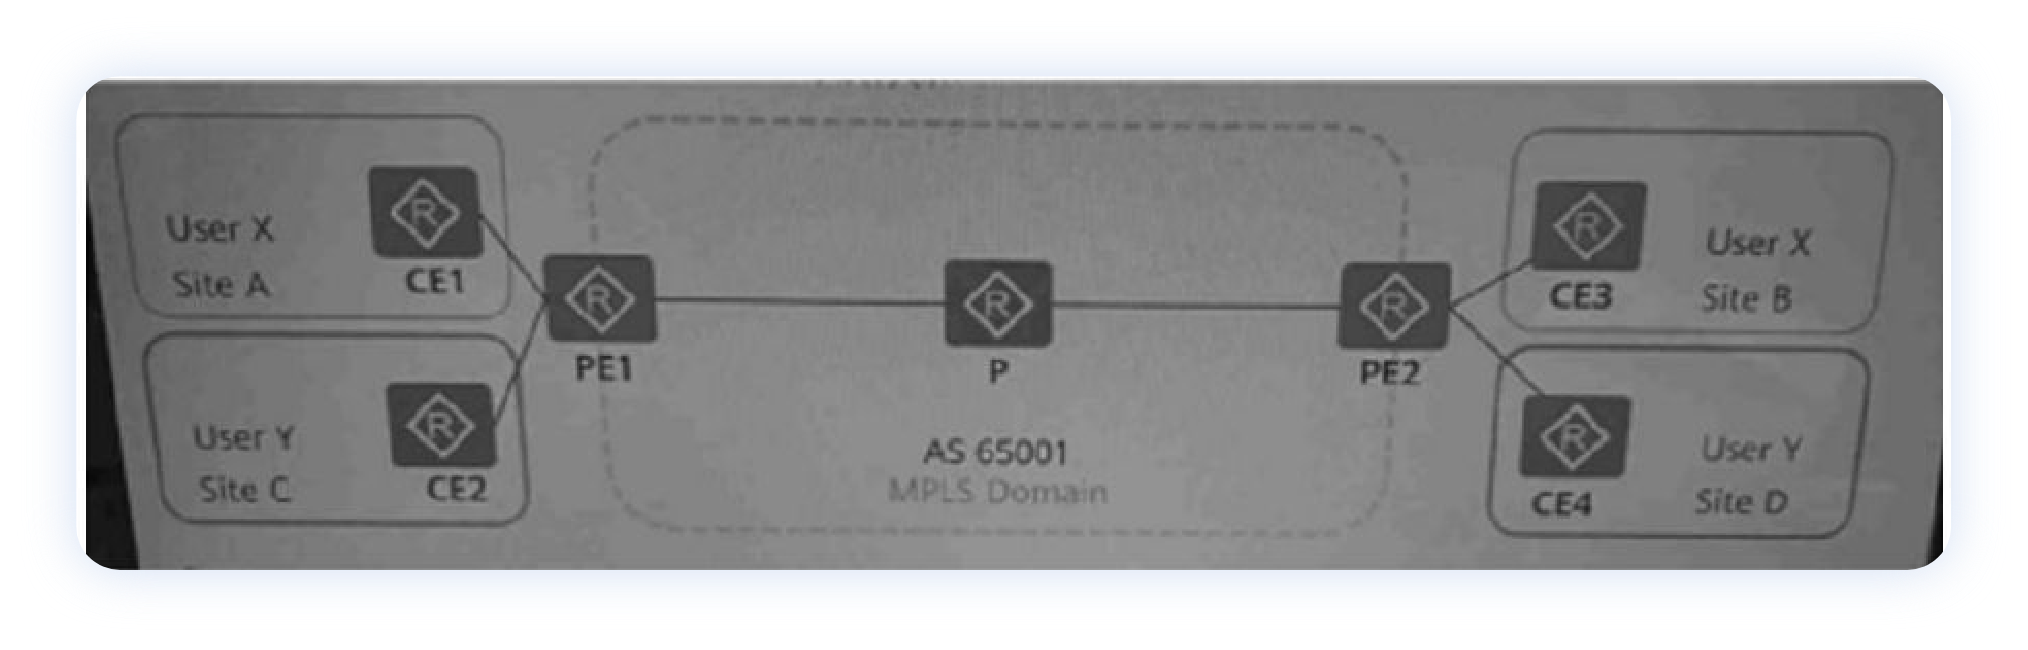 User X
Site A
R
CE1
User Y
Site C
R
CE2
R
PE1
R
P
R
PE2
AS 65001
MPLS Domain
R
CE3
User X
Site B
R
CE4
User Y
Site D